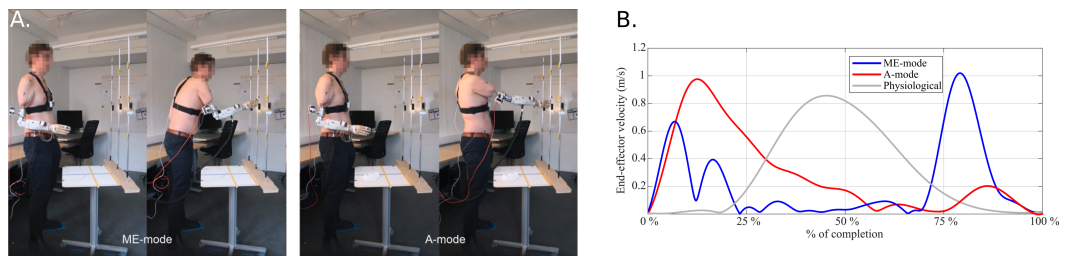 A.
ME-mode
A-mode
B.
1.2
1
0.8
0.6
0.4
0.2
End-effector velocity (m/s)
ME-mode
A-mode
Physiological
0 %
25 %
50 %
75 %
100 %
% of completion